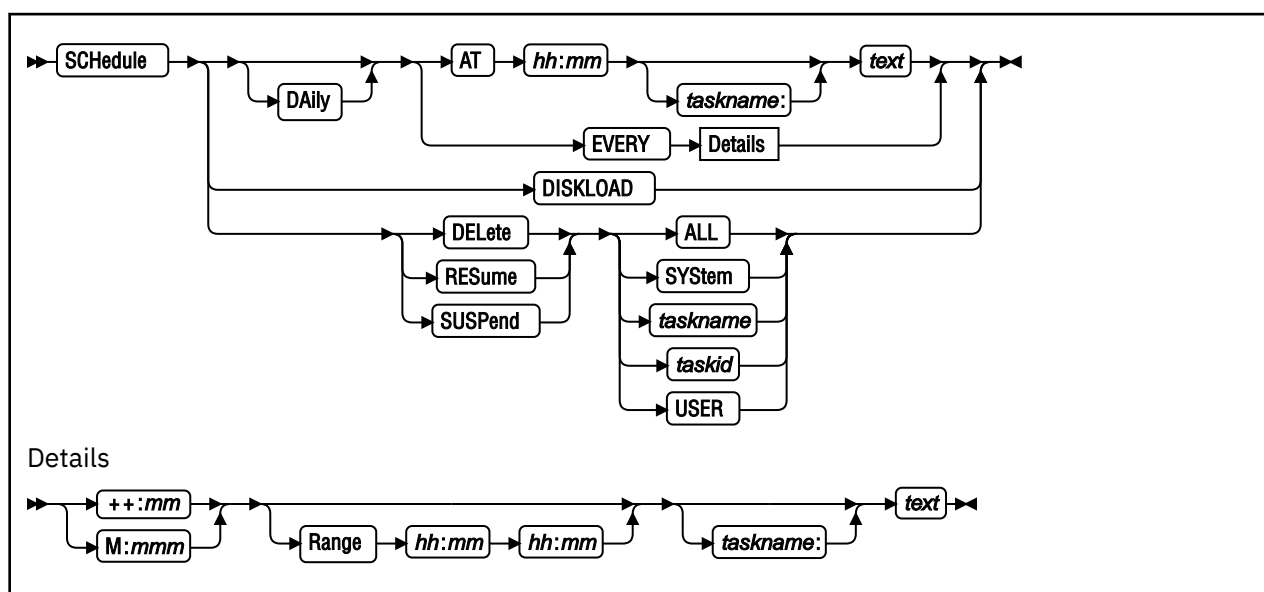 SCHedule AT hh:mm text
DAily taskname:
EVERY Details
DISKLOAD
DELete ALL
RESume SYStem
SUSPend taskname
taskid
USER
Details
++:mm text
M:mmm Range hh:mm hh:mm taskname: